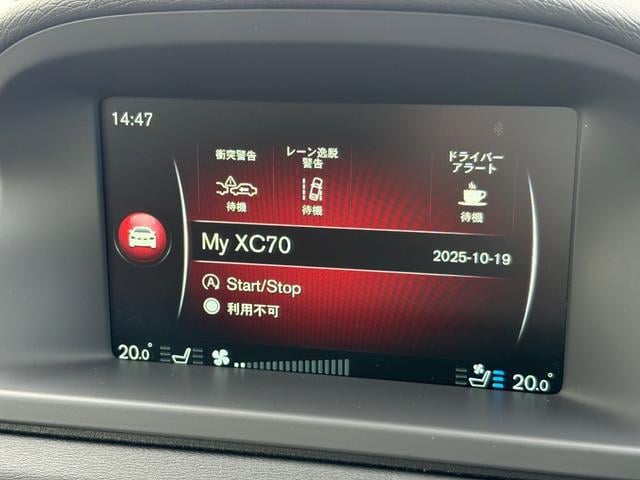 14:47
衝突警告
レーン逸脱
警告
ドライバー
アラート
待機
待機
待機
My XC70
2025-10-19
A Start/Stop
利用不可
20.0°
20.0°